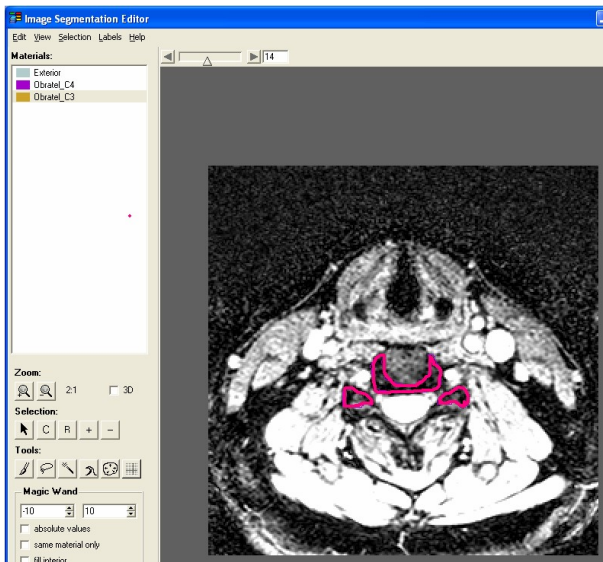 Image Segmentation Editor
Edit View Selection Labels Help
Materials:
14
Exterior
Obratel_C4
Obratel_C3
Zoom:
2:1 3D
Selection:
C R + -
Tools:
Magic Wand
-10 10
absolute values
same material only
fill interior